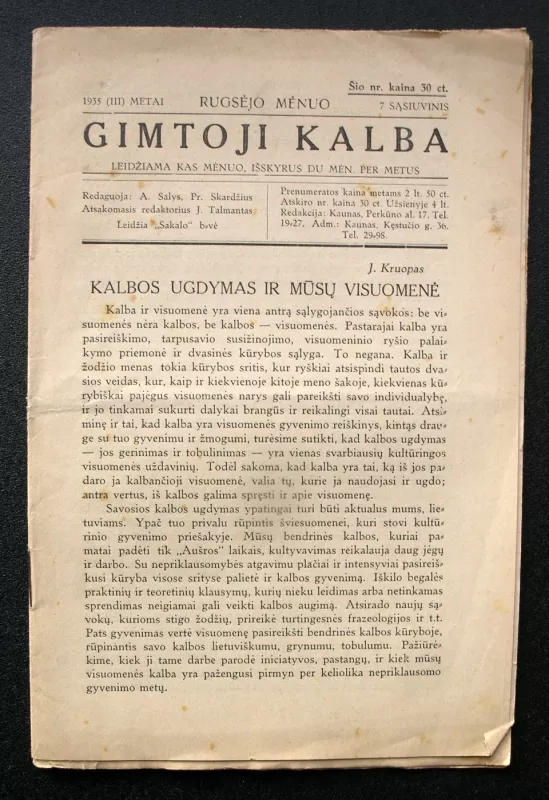 Šio nr. kaina 30 ct.
1935 (III) METAI RUGSĖJO MĖNUO 7 SĄSIUVINIS
GIMTOJI KALBA
LEIDŽIAMA KAS MĖNUO, IŠSKYRUS DU MĖN. PER METUS
Redaguoja: A. Salys, Pr. Skardžius
Atsakomasis redaktorius J. Talmantas
Leidžia „Sakalo" b-vė
Prenumeratos kaina metams 2 lt. 50 ct.
Atskiro nr. kaina 30 ct. Užsienyje 4 lt.
Redakcija: Kaunas, Perkūno al. 17. Tel.
19-27. Adm.: Kaunas, Kęstučio g. 36.
Tel. 29-98.
J. Kruopas
KALBOS UGDYMAS IR MŪSŲ VISUOMENĖ
Kalba ir visuomenė yra viena antrą sąlygojančios sąvokos: be vi-
suomenės nėra kalbos, be kalbos — visuomenės. Pastarajai kalba yra
pasireiškimo, tarpusavio susižinojimo, visuomeninio ryšio palai-
kymo priemonė ir dvasinės kūrybos sąlyga. To negana. Kalba ir
žodžio menas tokia kūrybos sritis, kur ryškiai atsispindi tautos dva-
sios veidas, kur, kaip ir kiekvienoje kitoje meno šakoje, kiekvienas kū-
rybiškai pajėgus visuomenės narys gali pareikšti savo individualybę,
ir jo tinkamai sukurti dalykai brangūs ir reikalingi visai tautai. Atsi-
minę ir tai, kad kalba yra visuomenės gyvenimo reiškinys, kintąs drau-
ge su tuo gyvenimu ir žmogumi, turėsime sutikti, kad kalbos ugdymas
— jos gerinimas ir tobulinimas — yra vienas svarbiausių kultūringos
visuomenės uždavinių. Todėl sakoma, kad kalba yra tai, ką iš jos pa-
daro ja kalbančioji visuomenė, valia tų, kurie ja naudojasi ir ugdo;
antra vertus, iš kalbos galima spręsti ir apie visuomenę.
Savosios kalbos ugdymas ypatingai turi būti aktualus mums, lie-
tuviams. Ypač tuo privalu rūpintis šviesuomenei, kuri stovi kultū-
rinio gyvenimo priešakyje. Mūsų bendrinės kalbos, kuriai pa-
matai padėti tik „Aušros" laikais, kultyvavimas reikalauja daug jėgų
ir darbo. Su nepriklausomybės atgavimu plačiai ir intensyviai pasireiš-
kusi kūryba visose srityse palietė ir kalbos gyvenimą. Iškilo begalės
praktinių ir teoretinių klausymų, kurių nieku leidimas arba netinkamas
sprendimas neigiamai gali veikti kalbos augimą. Atsirado naujų są-
vokų, kurioms stigo žodžių, prireikė turtingesnės frazeologijos ir t.t.
Pats gyvenimas vertė visuomenę pasireikšti bendrinės kalbos kūryboje,
rūpinantis savo kalbos lietuviškumu, grynumu, tobulumu. Pažiūrė-
kime, kiek ji tame darbe parodė iniciatyvos, pastangų, ir kiek mūsų
visuomenės kalba yra pažengusi pirmyn per keliolika nepriklausomo
gyvenimo metų.